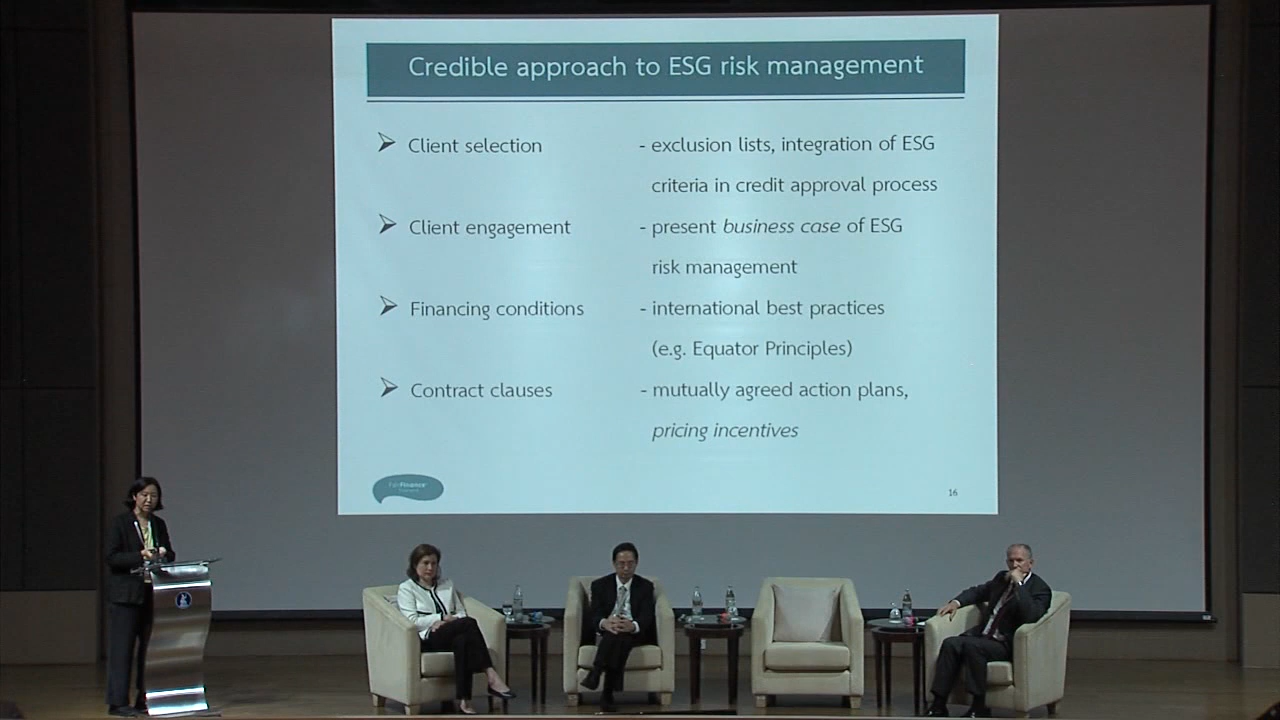 Credible approach to ESG risk management
Client selection - exclusion lists, integration of ESG
criteria in credit approval process
Client engagement - present business case of ESG
risk management
Financing conditions - international best practices
(e.g. Equator Principles)
Contract clauses - mutually agreed action plans,
pricing incentives
FairFinance
16